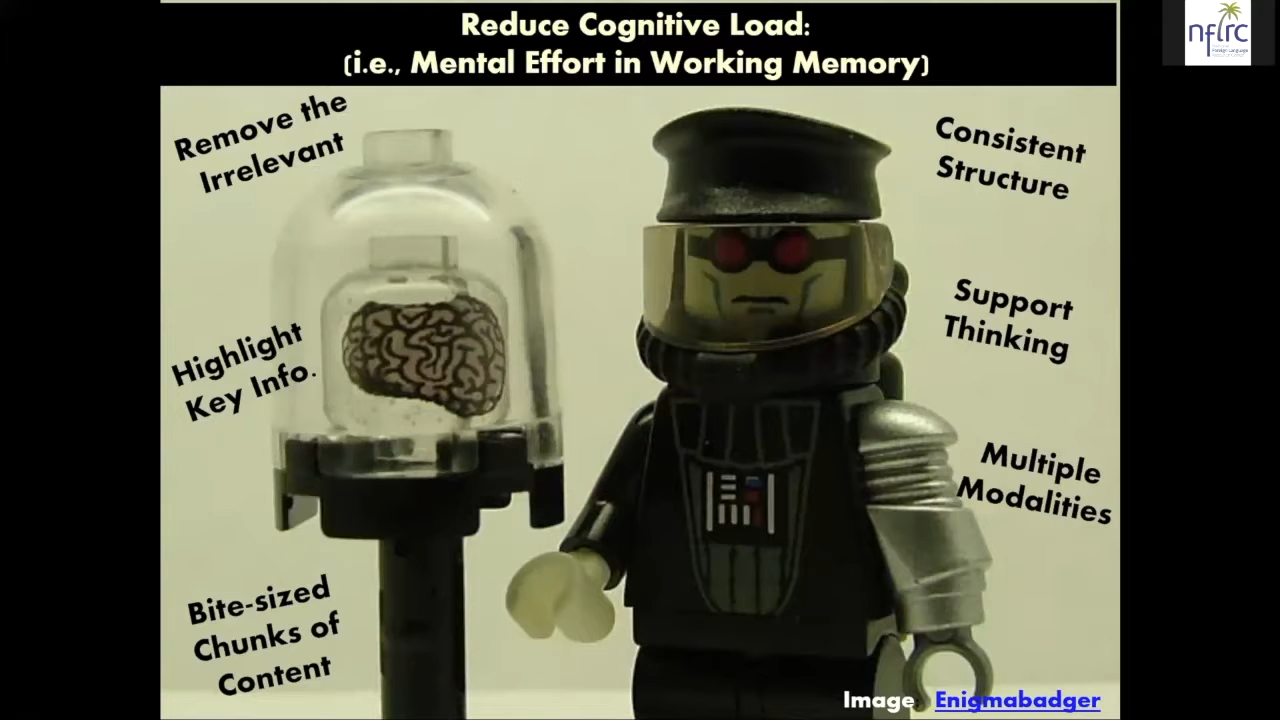 Reduce Cognitive Load:
(i.e., Mental Effort in Working Memory)
nflrc
Remove the
Irrelevant
Consistent
Structure
Highlight
Key Info.
Support
Thinking
Multiple
Modalities
Bite-sized
Chunks of
Content
Image Enigmabadger